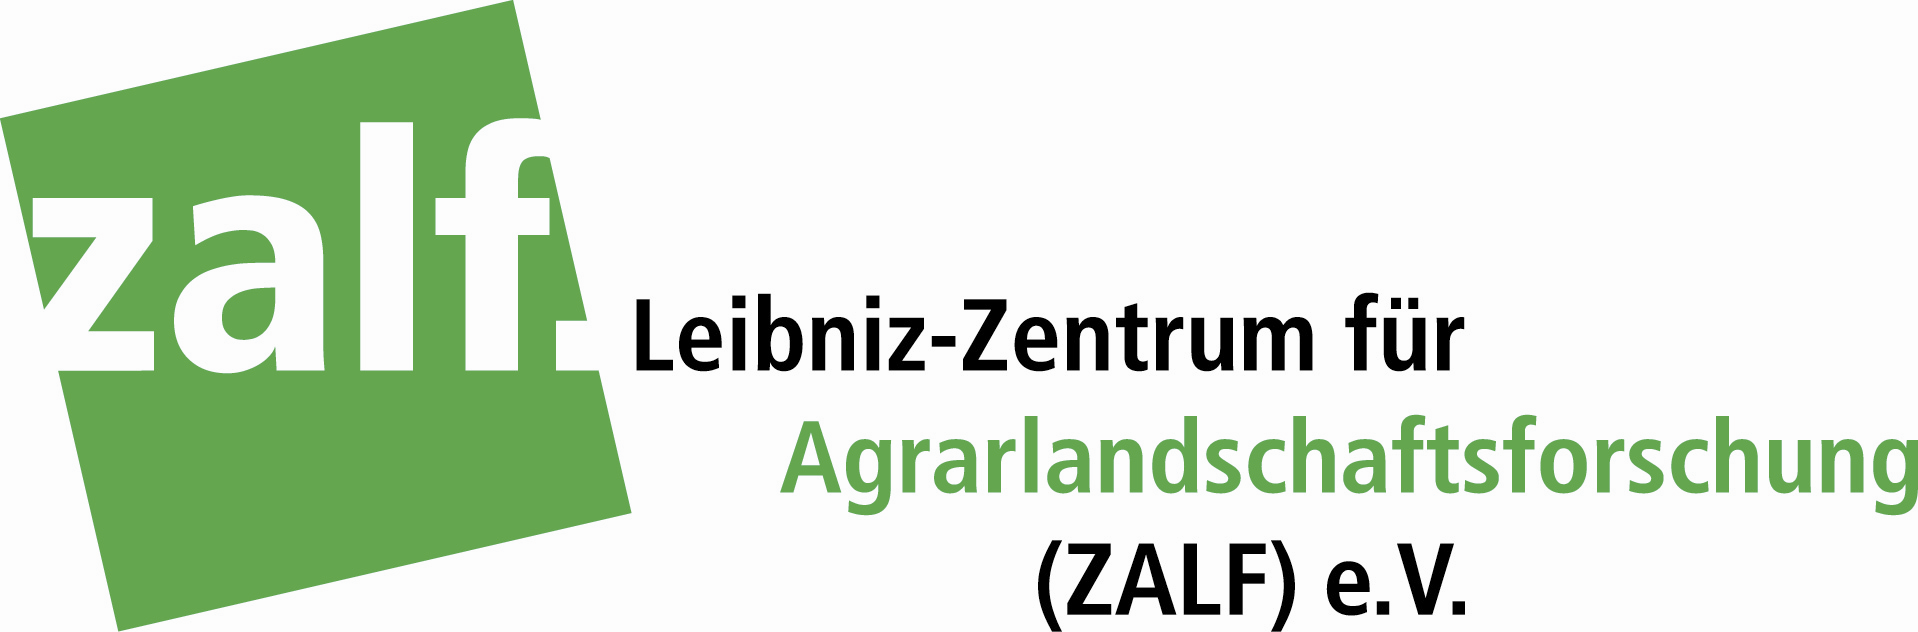 zalf.
Leibniz-Zentrum für
Agrarlandschaftsforschung
(ZALF) e.V.